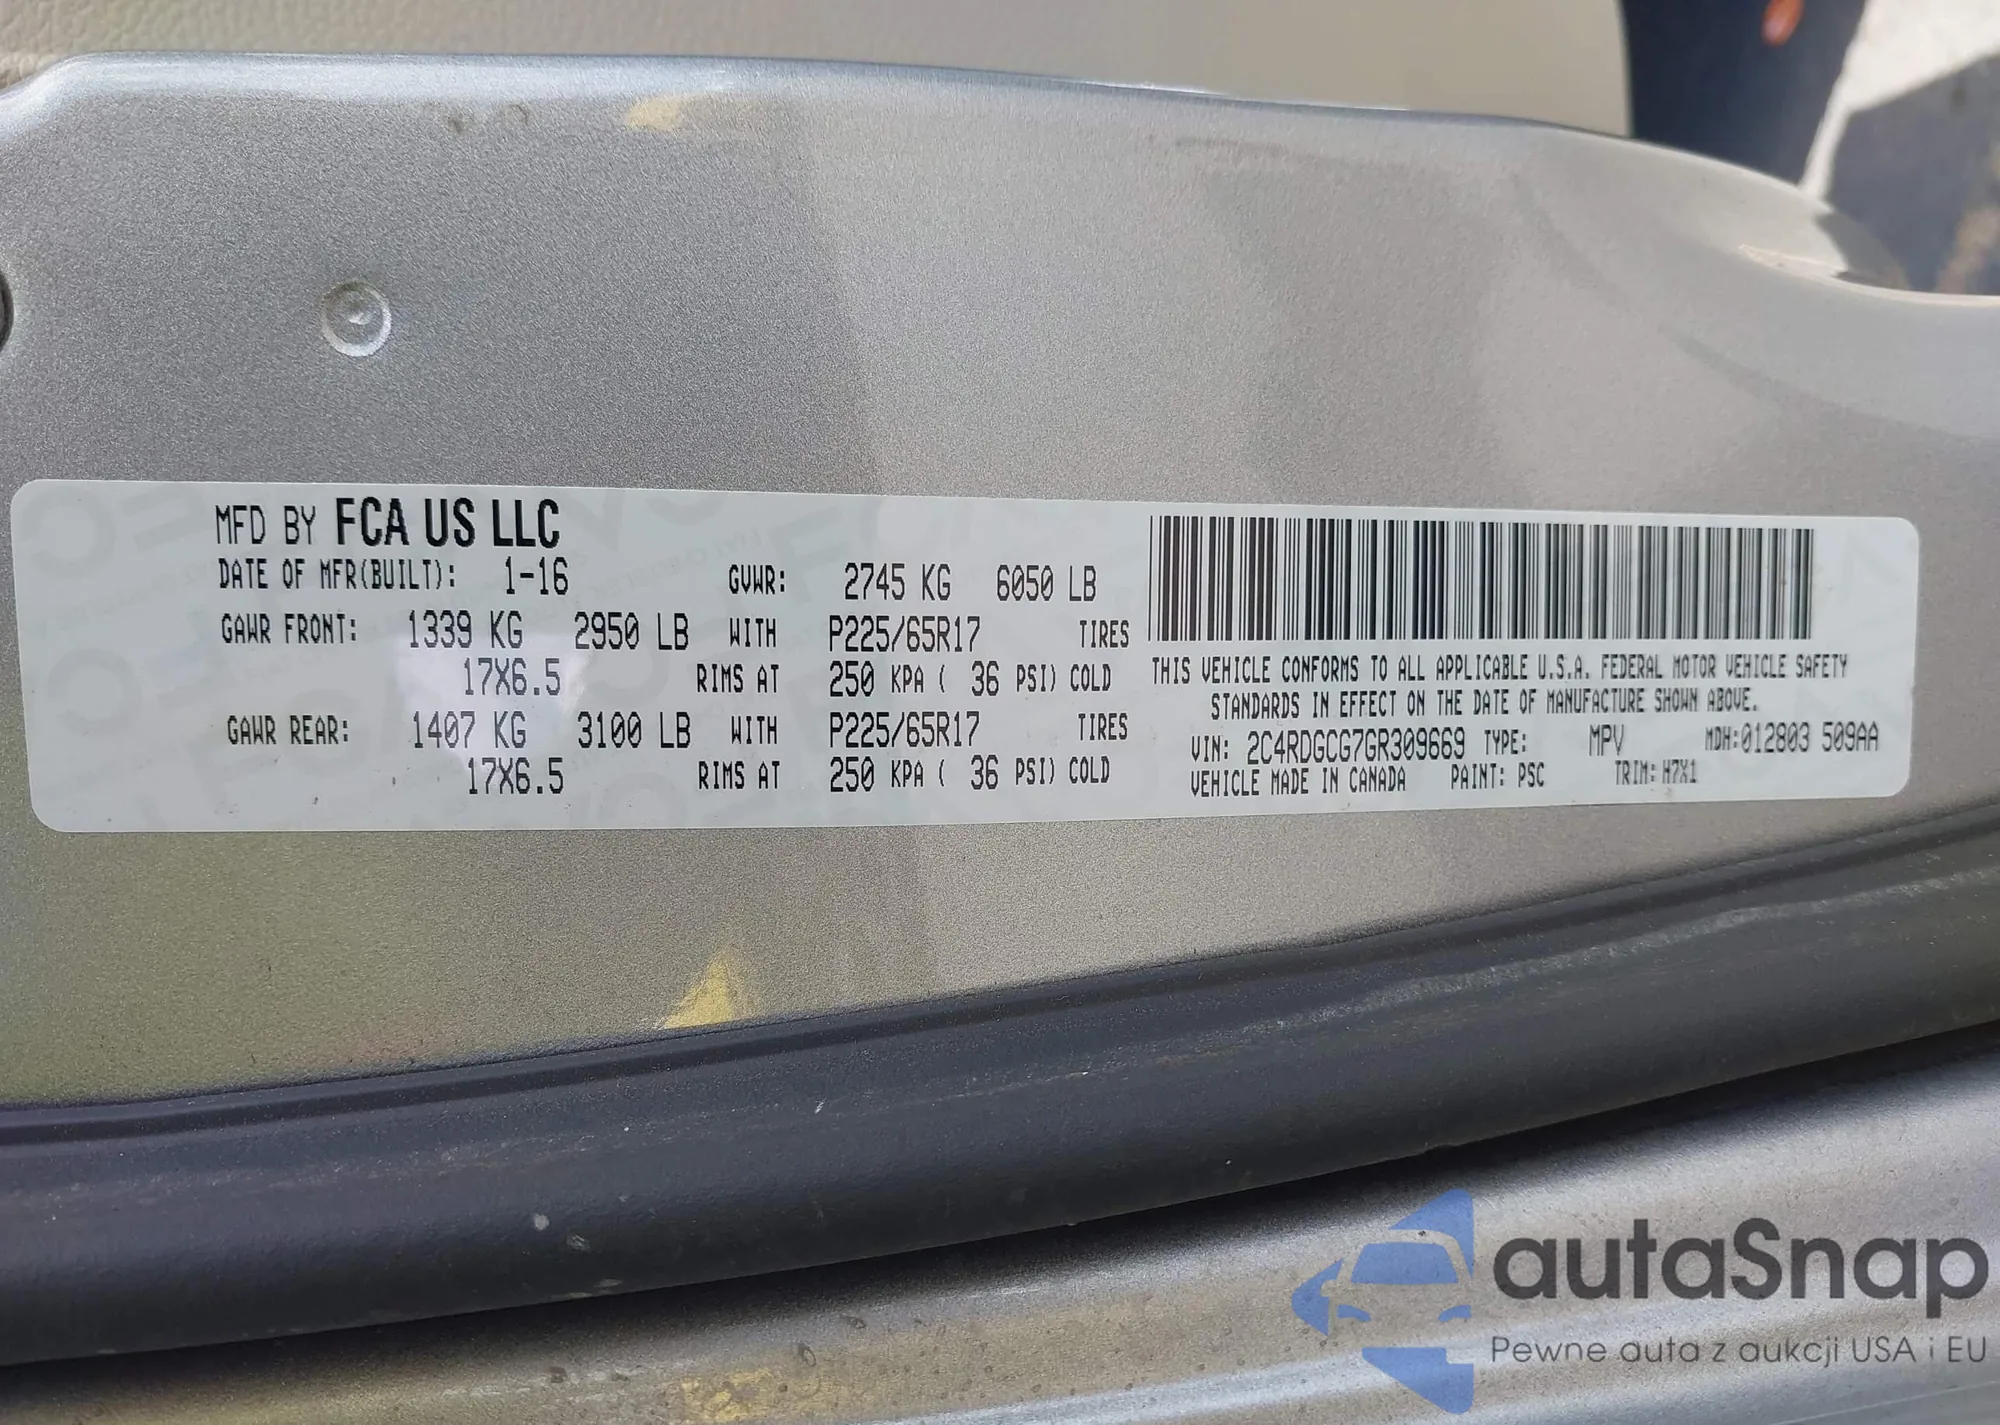 MFD BY FCA US LLC
DATE OF MFR(BUILT): 1-16 GVWR: 2745 KG 6050 LB
GAWR FRONT: 1339 KG 2950 LB WITH P225/65R17 TIRES
17X6.5 RIMS AT 250 KPA ( 36 PSI) COLD
GAWR REAR: 1407 KG 3100 LB WITH P225/65R17 TIRES
17X6.5 RIMS AT 250 KPA ( 36 PSI) COLD
THIS VEHICLE CONFORMS TO ALL APPLICABLE U.S.A. FEDERAL MOTOR VEHICLE SAFETY
STANDARDS IN EFFECT ON THE DATE OF MANUFACTURE SHOWN ABOVE.
VIN: 2C4RDGCG7GR309669 TYPE: MPV MDH:012803 509AA
VEHICLE MADE IN CANADA PAINT: PSC TRIM: H7X1
autaSnap
Pewne auta z aukcji USA i EU